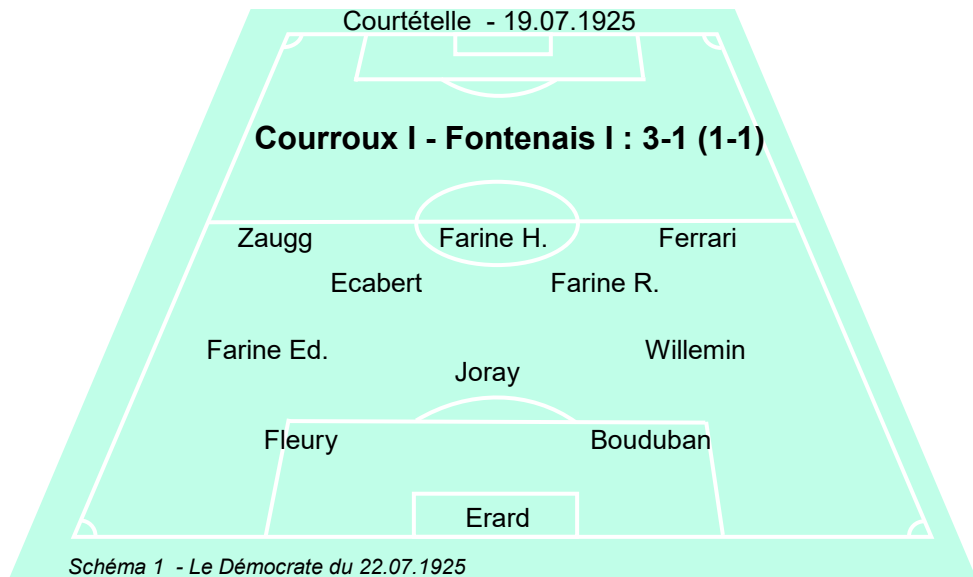 Courtételle - 19.07.1925
Courroux I - Fontenais I : 3-1 (1-1)
Zaugg Farine H. Ferrari
Ecabert Farine R.
Farine Ed. Willemin
Joray
Fleury Bouduban
Erard
Schéma 1 - Le Démocrate du 22.07.1925